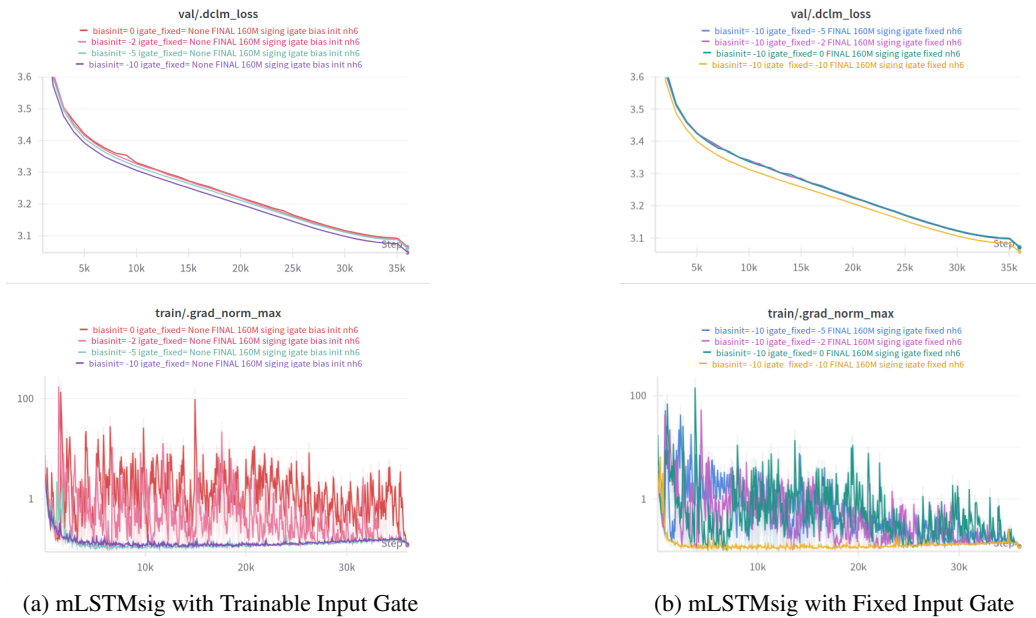 val/.dclm_loss
biasinit= 0 igate_fixed= None FINAL 160M siging igate bias init nh6
biasinit= -2 igate_fixed= None FINAL 160M siging igate bias init nh6
biasinit= -5 igate_fixed= None FINAL 160M siging igate bias init nh6
biasinit= -10 igate_fixed= None FINAL 160M siging igate bias init nh6
3.6
3.5
3.4
3.3
3.2
3.1
Step
5k 10k 15k 20k 25k 30k 35k
train/.grad_norm_max
biasinit= 0 igate_fixed= None FINAL 160M siging igate bias init nh6
biasinit= -2 igate_fixed= None FINAL 160M siging igate bias init nh6
biasinit= -5 igate_fixed= None FINAL 160M siging igate bias init nh6
biasinit= -10 igate_fixed= None FINAL 160M siging igate bias init nh6
100
1
Step
10k 20k 30k
(a) mLSTMsig with Trainable Input Gate
val/.dclm_loss
biasinit= -10 igate_fixed= -5 FINAL 160M siging igate fixed nh6
biasinit= -10 igate_fixed= -2 FINAL 160M siging igate fixed nh6
biasinit= -10 igate_fixed= 0 FINAL 160M siging igate fixed nh6
biasinit= -10 igate_fixed= -10 FINAL 160M siging igate fixed nh6
3.6
3.5
3.4
3.3
3.2
3.1
Step
5k 10k 15k 20k 25k 30k 35k
train/.grad_norm_max
biasinit= -10 igate_fixed= -5 FINAL 160M siging igate fixed nh6
biasinit= -10 igate_fixed= -2 FINAL 160M siging igate fixed nh6
biasinit= -10 igate_fixed= 0 FINAL 160M siging igate fixed nh6
biasinit= -10 igate_fixed= -10 FINAL 160M siging igate fixed nh6
100
1
Step
10k 20k 30k
(b) mLSTMsig with Fixed Input Gate